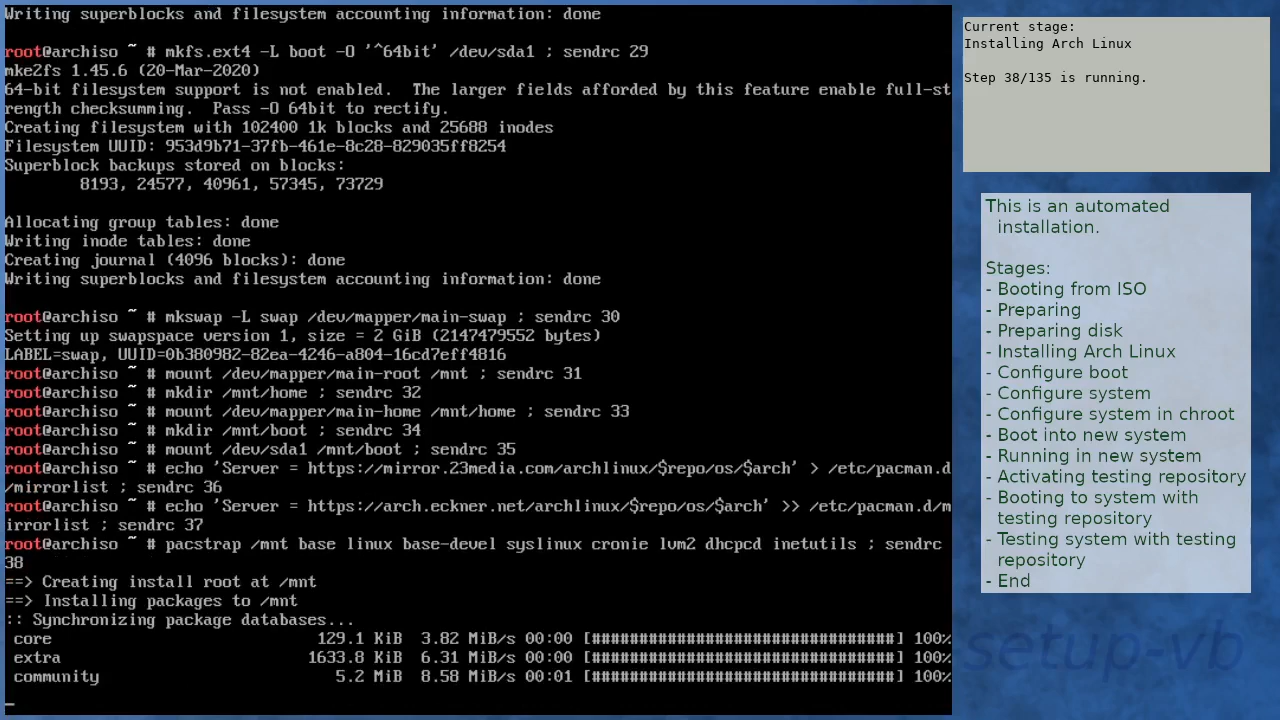 Writing superblocks and filesystem accounting information: done
root@archiso ~ # mkfs.ext4 -L boot -O '^64bit' /dev/sda1 ; sendrc 29
mke2fs 1.45.6 (20-Mar-2020)
64-bit filesystem support is not enabled.  The larger fields afforded by this feature enable full-st
rength checksumming.  Pass -O 64bit to rectify.
Creating filesystem with 102400 1k blocks and 25688 inodes
Filesystem UUID: 953d9b71-37fb-461e-8c28-829035ff8254
Superblock backups stored on blocks:
8193, 24577, 40961, 57345, 73729
Allocating group tables: done
Writing inode tables: done
Creating journal (4096 blocks): done
Writing superblocks and filesystem accounting information: done
root@archiso ~ # mkswap -L swap /dev/mapper/main-swap ; sendrc 30
Setting up swapspace version 1, size = 2 GiB (2147479552 bytes)
LABEL=swap, UUID=0b380982-82ea-4246-a804-16cd7eff4816
root@archiso ~ # mount /dev/mapper/main-root /mnt ; sendrc 31
root@archiso ~ # mkdir /mnt/home ; sendrc 32
root@archiso ~ # mount /dev/mapper/main-home /mnt/home ; sendrc 33
root@archiso ~ # mkdir /mnt/boot ; sendrc 34
root@archiso ~ # mount /dev/sda1 /mnt/boot ; sendrc 35
root@archiso ~ # echo 'Server = https://mirror.23media.com/archlinux/$repo/os/$arch' > /etc/pacman.d
/mirrorlist ; sendrc 36
root@archiso ~ # echo 'Server = https://arch.eckner.net/archlinux/$repo/os/$arch' >> /etc/pacman.d/m
irrorlist ; sendrc 37
root@archiso ~ # pacstrap /mnt base linux base-devel syslinux cronie lvm2 dhcpcd inetutils ; sendrc
38
==> Creating install root at /mnt
==> Installing packages to /mnt
:: Synchronizing package databases...
core 129.1 KiB 3.82 MiB/s 00:00 [#################################] 100%
extra 1633.8 KiB 6.31 MiB/s 00:00 [#################################] 100%
community 5.2 MiB 8.58 MiB/s 00:01 [#################################] 100%
_
Current stage:
Installing Arch Linux
Step 38/135 is running.
This is an automated
installation.
Stages:
- Booting from ISO
- Preparing
- Preparing disk
- Installing Arch Linux
- Configure boot
- Configure system
- Configure system in chroot
- Boot into new system
- Running in new system
- Activating testing repository
- Booting to system with
testing repository
- Testing system with testing
repository
- End
setup-vb